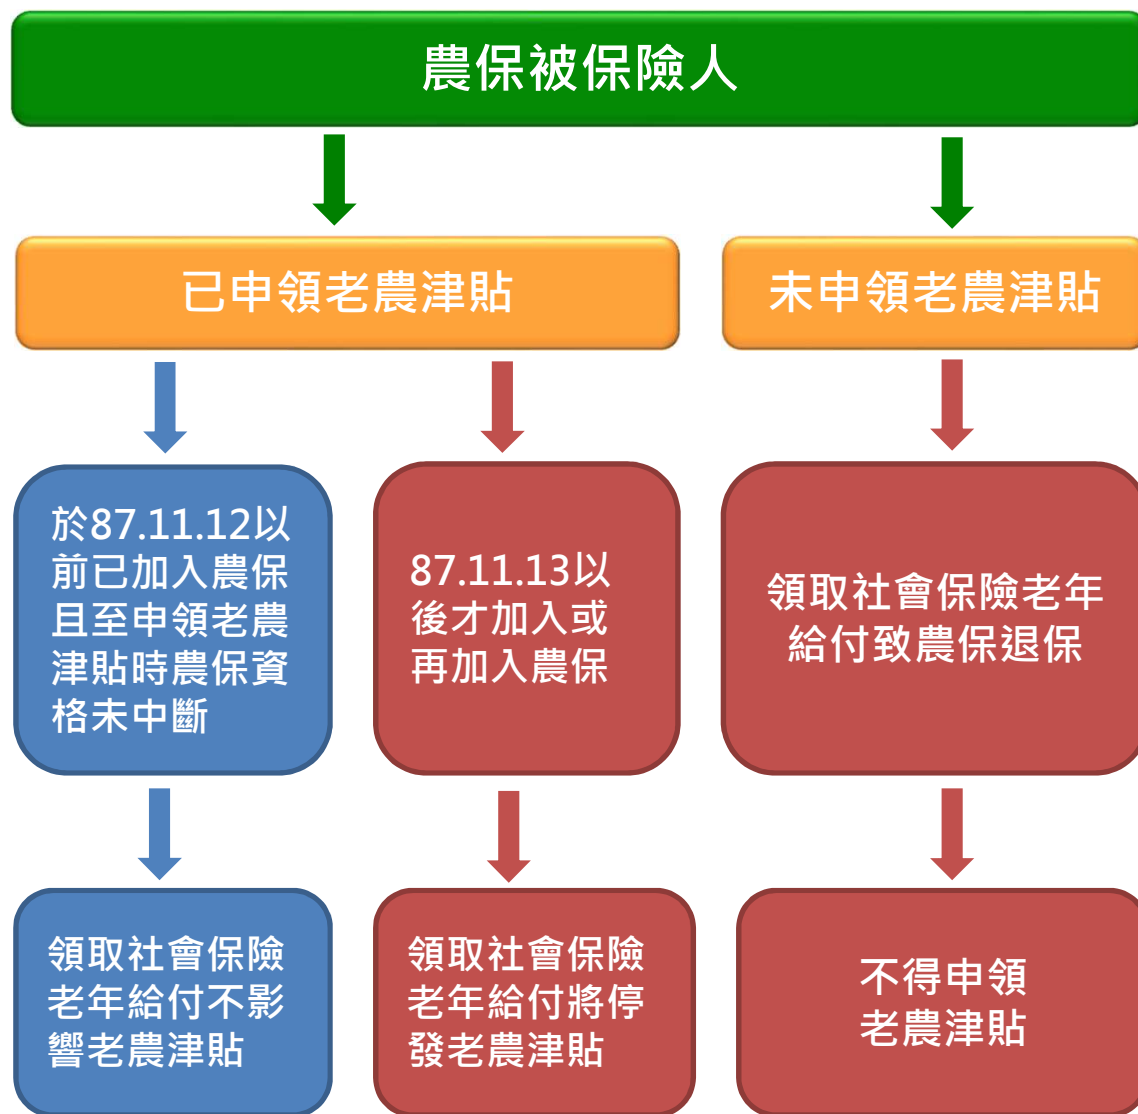 農保被保險人
已申領老農津貼
未申領老農津貼
於87.11.12以
前已加入農保
且至申領老農
津貼時農保資
格未中斷
87.11.13以
後才加入或
再加入農保
領取社會保險老年
給付致農保退保
領取社會保險
老年給付不影
響老農津貼
領取社會保險
老年給付將停
發老農津貼
不得申領
老農津貼